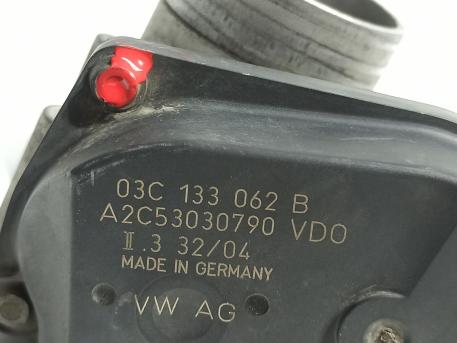 03C 133 062 B
A2C53030790 VDO
II.3 32/04
MADE IN GERMANY
VW AG